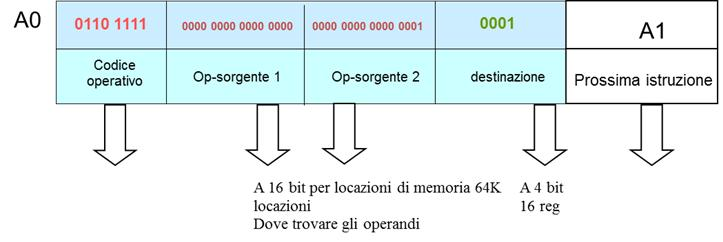 A0
0110 1111
0000 0000 0000 0000
0000 0000 0000 0001
0001
A1
Codice
operativo
Op-sorgente 1
Op-sorgente 2
destinazione
Prossima istruzione
A 16 bit per locazioni di memoria 64K
locazioni
Dove trovare gli operandi
A 4 bit
16 reg